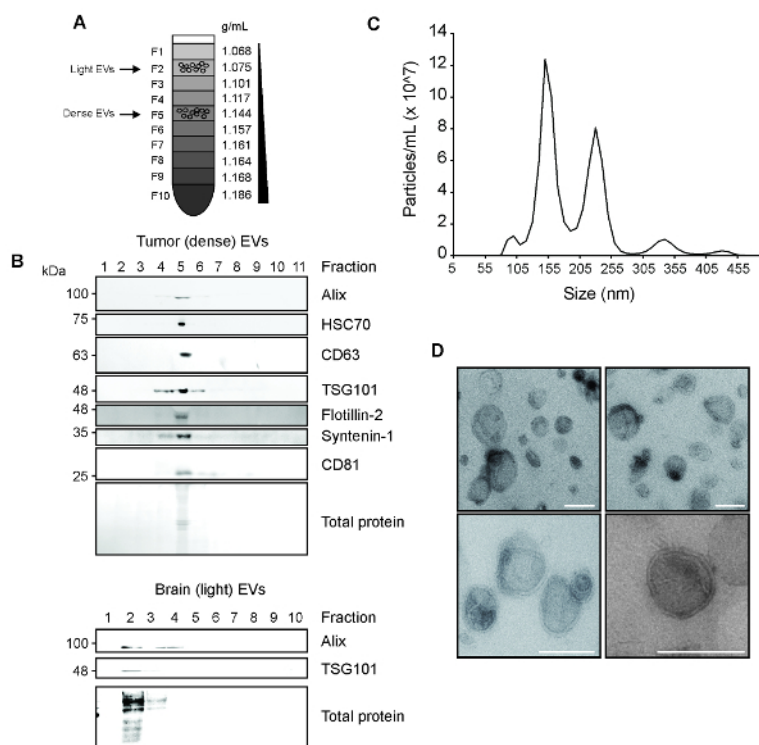 A
g/mL
F1 1.068
Light EVs F2 1.075
F3 1.101
F4 1.117
Dense EVs F5 1.144
F6 1.157
F7 1.161
F8 1.164
F9 1.168
F10 1.186
B
Tumor (dense) EVs
kDa 1 2 3 4 5 6 7 8 9 10 11 Fraction
100 Alix
75 HSC70
63 CD63
48 TSG101
48 Flotillin-2
35 Syntenin-1
CD81
25
Total protein
Brain (light) EVs
1 2 3 4 5 6 7 8 9 10 Fraction
100 Alix
48 TSG101
Total protein
C
Particles/mL (x 10^7)
14
12
10
8
6
4
2
0
5 55 105 155 205 255 305 355 405 455
Size (nm)
D